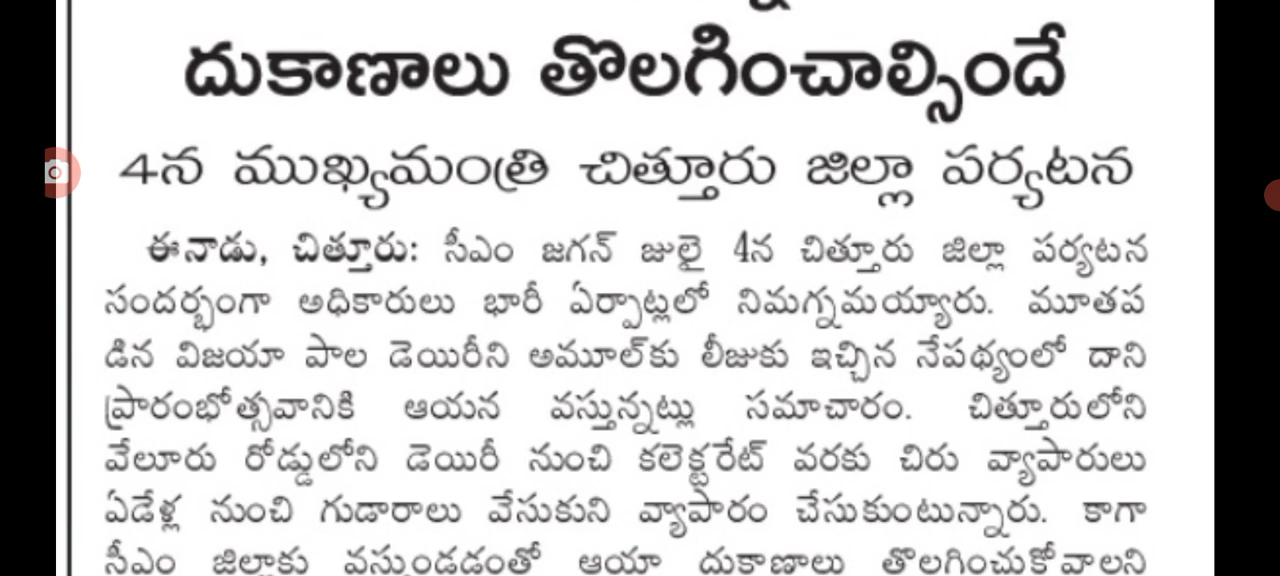 దుకాణాలు తొలగించాల్సిందే
4న ముఖ్యమంత్రి చిత్తూరు జిల్లా పర్యటన
ఈనాడు, చిత్తూరు: సీఎం జగన్ జులై 4న చిత్తూరు జిల్లా పర్యటన
సందర్భంగా అధికారులు భారీ ఏర్పాట్లలో నిమగ్నమయ్యారు. మూతప
డిన విజయా పాల డెయిరీని అమూల్‌కు లీజుకు ఇచ్చిన నేపథ్యంలో దాని
ప్రారంభోత్సవానికి ఆయన వస్తున్నట్లు సమాచారం. చిత్తూరులోని
వేలూరు రోడ్డులోని డెయిరీ నుంచి కలెక్టరేట్ వరకు చిరు వ్యాపారులు
ఏడేళ్ల నుంచి గుడారాలు వేసుకుని వ్యాపారం చేసుకుంటున్నారు. కాగా
సీఎం జిల్లాకు వస్తుండడంతో ఆయా దుకాణాలు తొలగించుకోవాలని